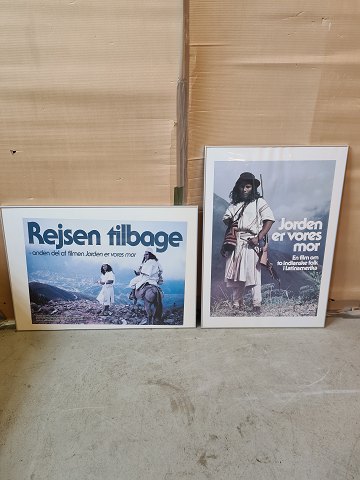 Rejsen tilbage
- anden del af filmen Jorden er vores mor
Jorden
er vores
mor
En film om
to indianske folk
i Latinamerika